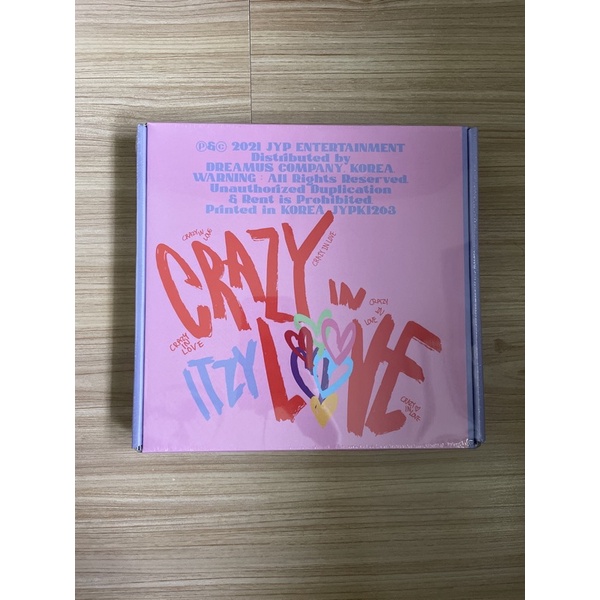 ℗&© 2021 JYP ENTERTAINMENT
Distributed by
DREAMUS COMPANY, KOREA
WARNING : All Rights Reserved.
Unauthorized Duplication
& Rent is Prohibited
Printed in KOREA JYPK1263
CRAZY IN LOVE
CRAZY IN LOVE
CRAZY
IN
CRAZY
IN
LOVE
CRAZY
IN
LOVE
ITZY
LOVE
CRAZY
IN LOVE